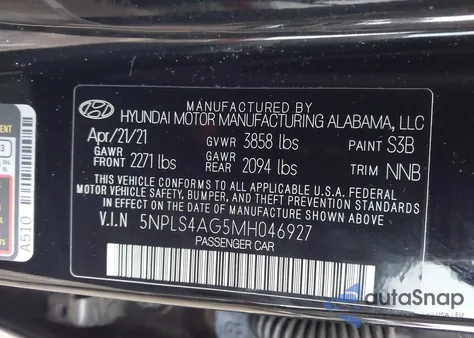 MANUFACTURED BY
HYUNDAI MOTOR MANUFACTURING ALABAMA, LLC
Apr/21/21 GVWR 3858 lbs PAINT S3B
GAWR FRONT 2271 lbs GAWR REAR 2094 lbs TRIM NNB
THIS VEHICLE CONFORMS TO ALL APPLICABLE U.S.A. FEDERAL
MOTOR VEHICLE SAFETY, BUMPER, AND THEFT PREVENTION STANDARDS
IN EFFECT ON THE DATE OF MANUFACTURE SHOWN ABOVE.
V.I.N 5NPLS4AG5MH046927
PASSENGER CAR
A510
autoSnap